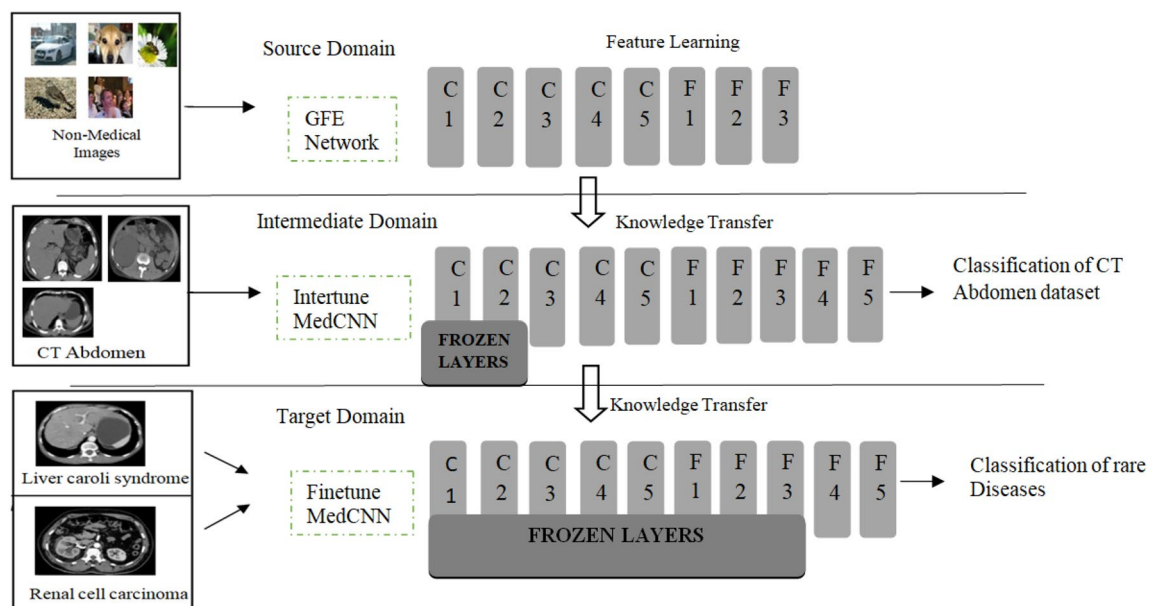 Source Domain
Feature Learning
Non-Medical
Images
GFE
Network
C
1
C
2
C
3
C
4
C
5
F
1
F
2
F
3
Intermediate Domain
Knowledge Transfer
CT Abdomen
Intertune
MedCNN
C
1
C
2
C
3
C
4
C
5
F
1
F
2
F
3
F
4
F
5
FROZEN
LAYERS
Classification of CT
Abdomen dataset
Target Domain
Knowledge Transfer
Liver caroli syndrome
Renal cell carcinoma
Finetune
MedCNN
C
1
C
2
C
3
C
4
C
5
F
1
F
2
F
3
F
4
F
5
FROZEN LAYERS
Classification of rare
Diseases